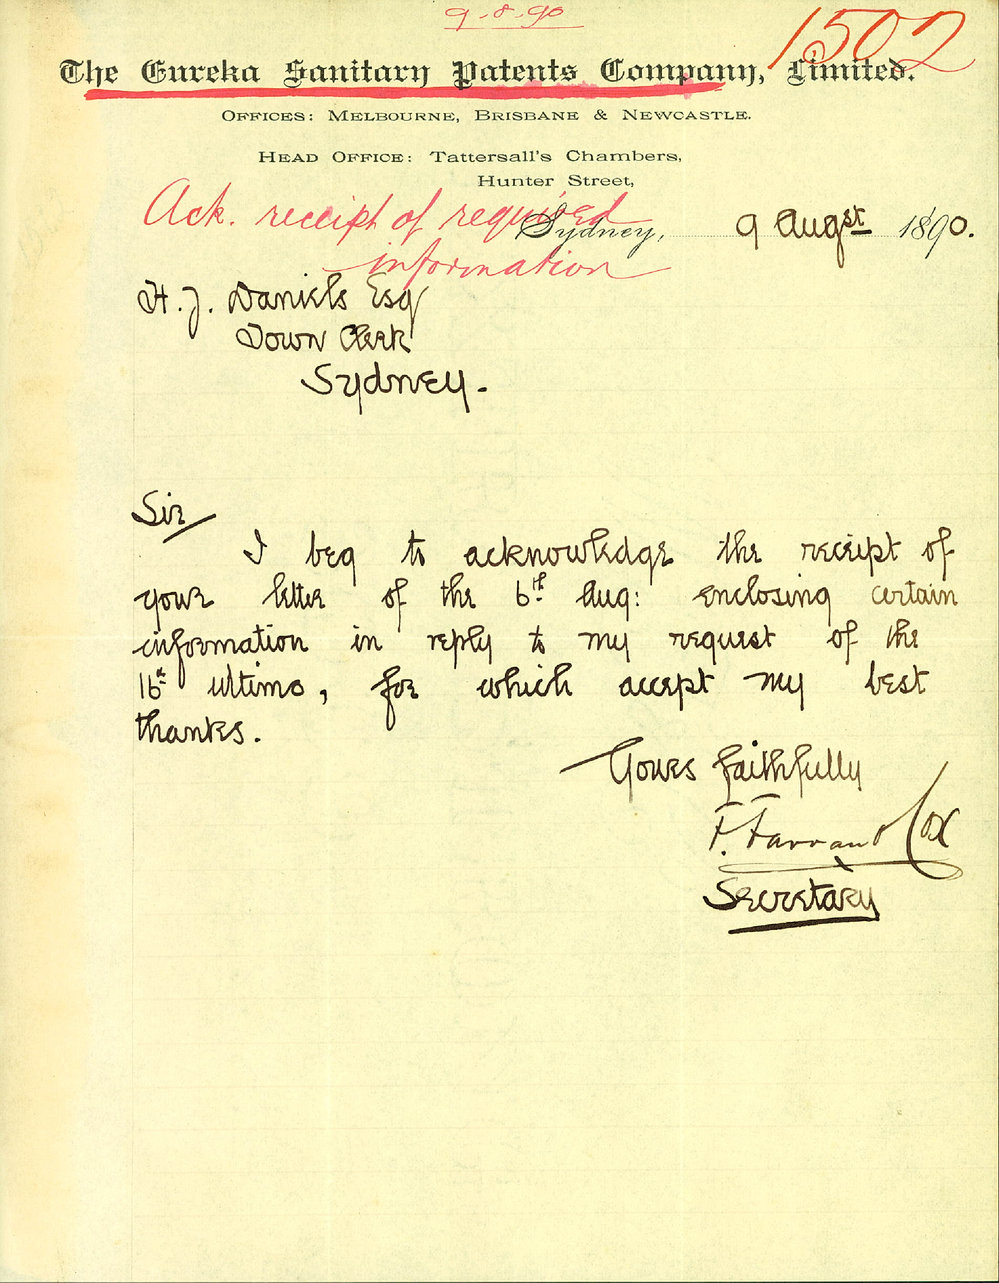 9-8-90
1502
The Eureka Sanitary Patents Company, Limited.
Offices: Melbourne, Brisbane & Newcastle.
Head Office: Tattersall's Chambers,
Hunter Street,
Ack. receipt of required
Sydney, 9 Augst 1890.
information
H. J. Daniels Esq
Town Clerk
Sydney.
Sir
I beg to acknowledge the receipt of
your letter of the 6th Aug: enclosing certain
information in reply to my request of the
16th ultimo, for which accept my best
thanks.
Yours faithfully
F. Farrand Cox
Secretary